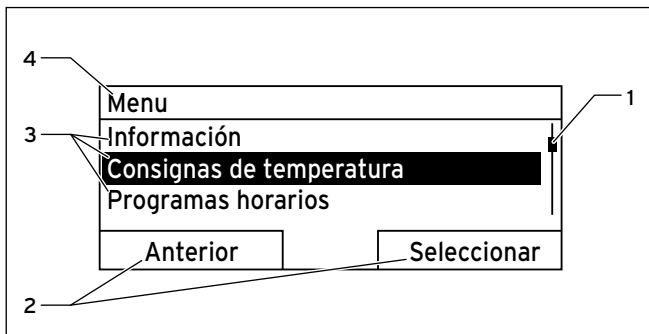 4
Menu
1
3
Información
Consignas de temperatura
Programas horarios
Anterior Seleccionar
2